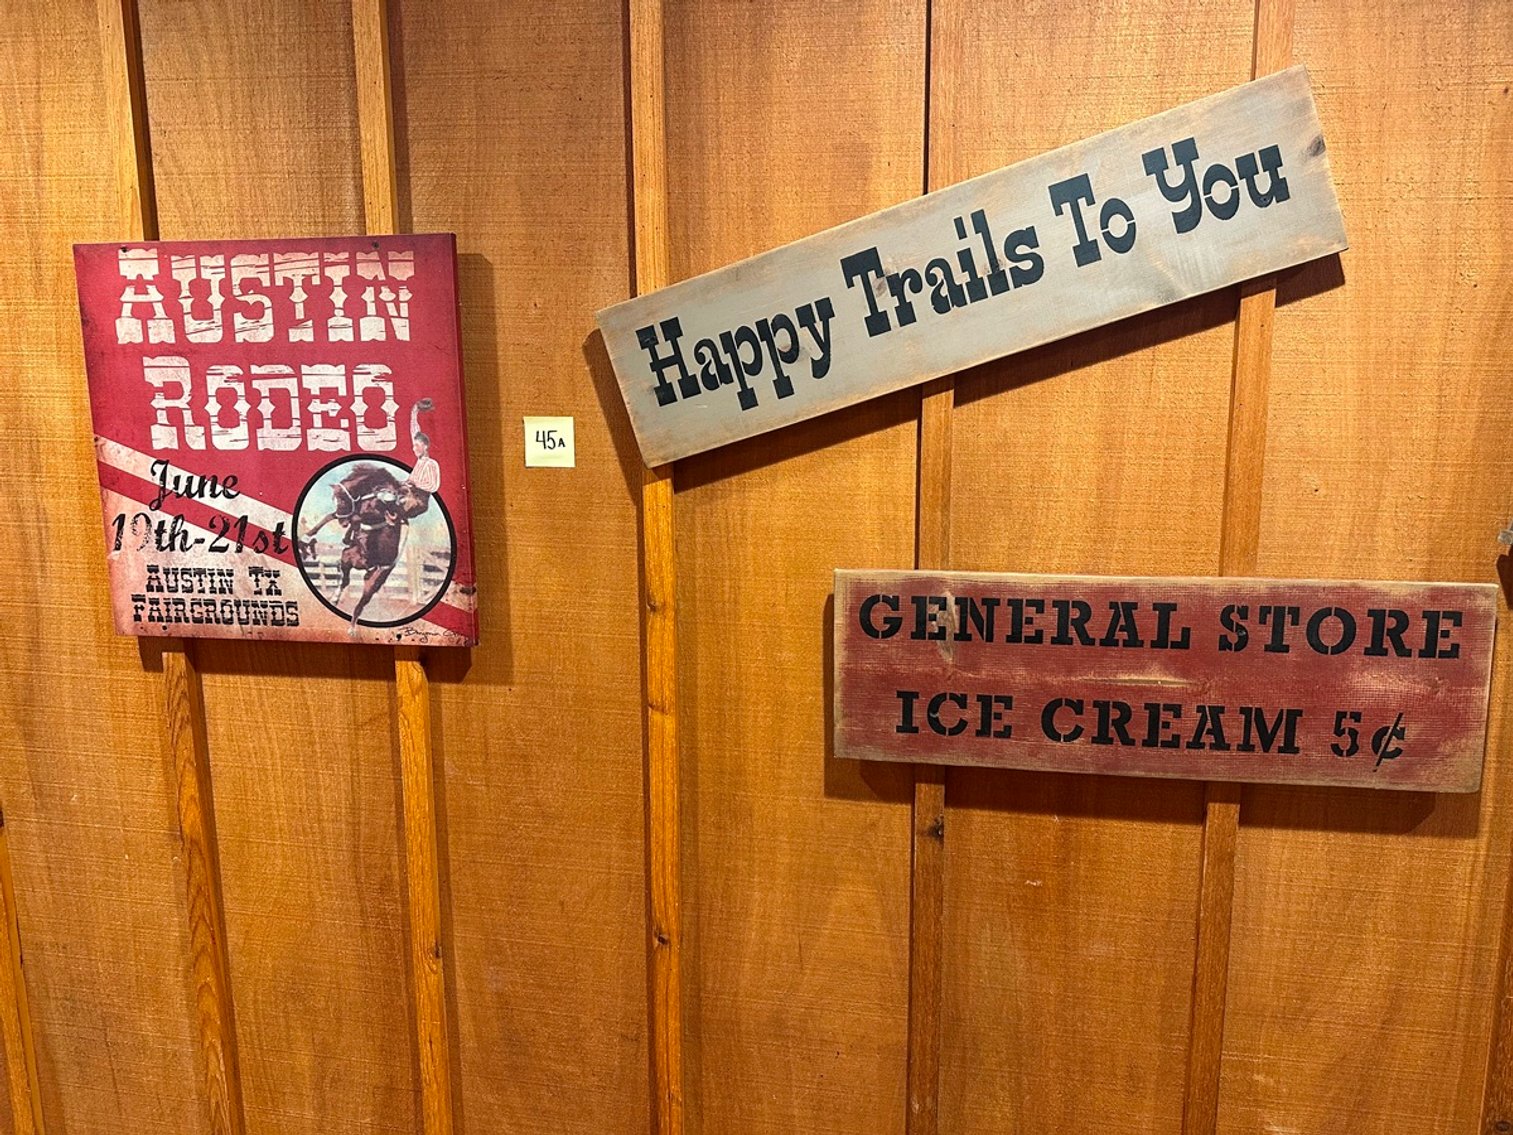 AUSTIN
RODEO
June
19th-21st
AUSTIN TX
FAIRGROUNDS
45A
Happy Trails To You
GENERAL STORE
ICE CREAM 5¢